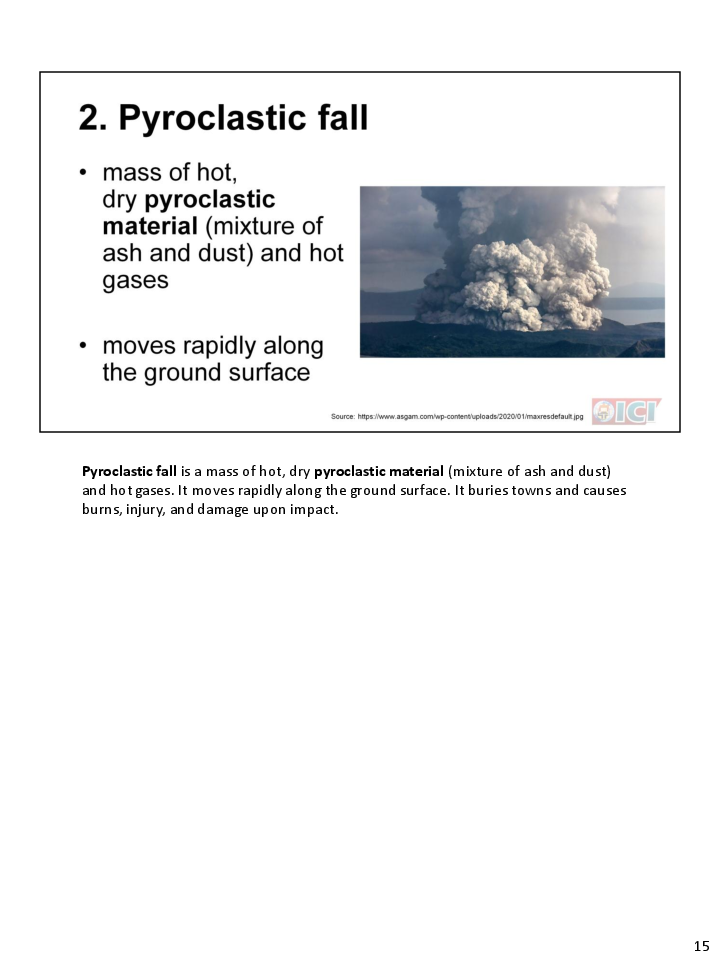 2. Pyroclastic fall
• mass of hot,
dry pyroclastic
material (mixture of
ash and dust) and hot
gases
• moves rapidly along
the ground surface
Source: https://www.asgam.com/wp-content/uploads/2020/01/maxresdefault.jpg
ICI
Pyroclastic fall is a mass of hot, dry pyroclastic material (mixture of ash and dust)
and hot gases. It moves rapidly along the ground surface. It buries towns and causes
burns, injury, and damage upon impact.
15